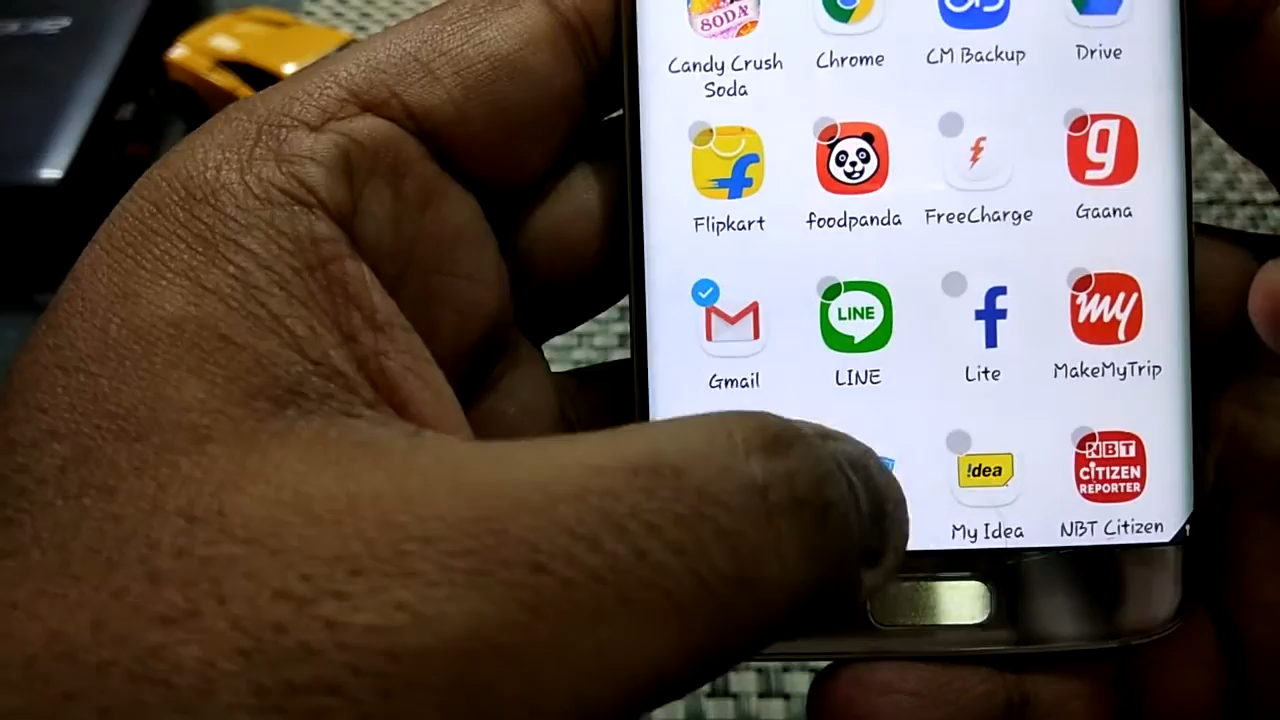 SODA
Candy Crush
Soda
Chrome
CM Backup
Drive
Flipkart
foodpanda
FreeCharge
Gaana
LINE
my
Gmail
LINE
Lite
MakeMyTrip
!dea
NBT
CITIZEN
REPORTER
My Idea
NBT Citizen